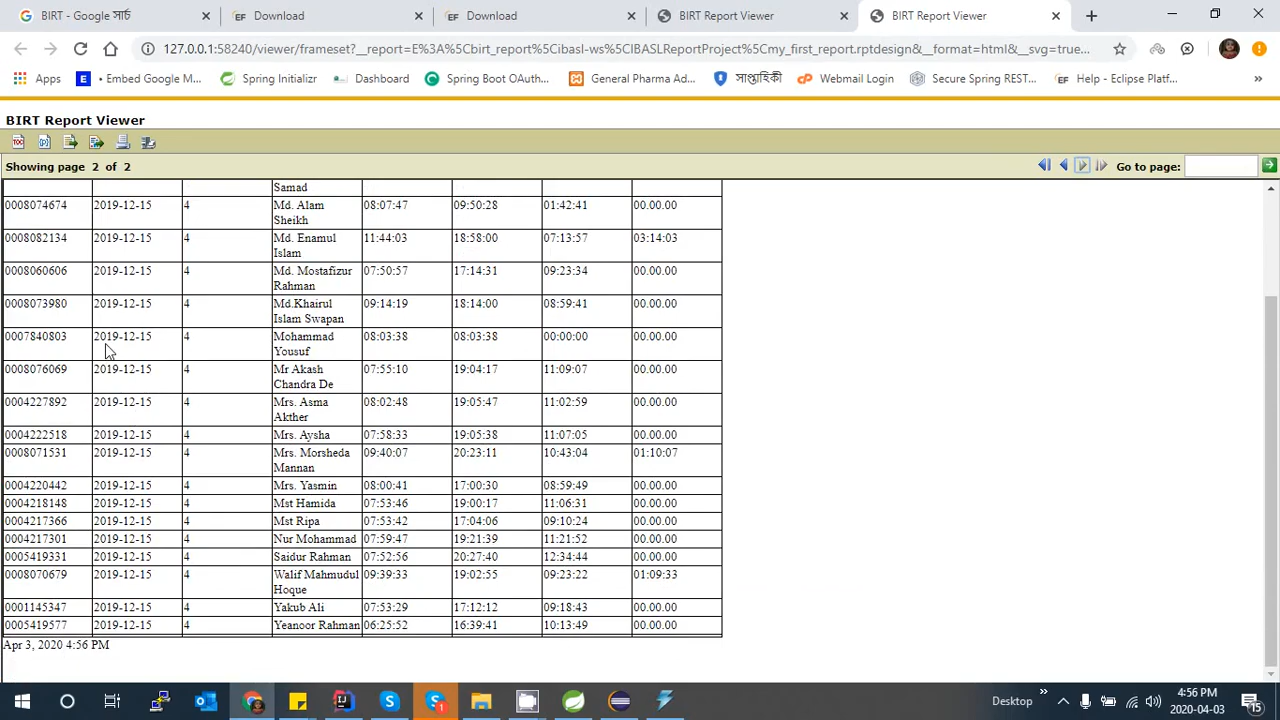 BIRT - Google সার্চ
Download
Download
BIRT Report Viewer
BIRT Report Viewer
127.0.0.1:58240/viewer/frameset?__report=E%3A%5Cbirt_report%5Cibasl-ws%5CIBASLReportProject%5Cmy_first_report.rptdesign&__format=html&__svg=true...
Apps
Embed Google M...
Spring Initializr
Dashboard
Spring Boot OAuth...
General Pharma Ad...
সাপ্তাহিকী
Webmail Login
Secure Spring REST...
Help - Eclipse Platf...
BIRT Report Viewer
Showing page 2 of 2
Go to page:
Samad
0008074674 2019-12-15 4 Md. Alam Sheikh 08:07:47 09:50:28 01:42:41 00.00.00
0008082134 2019-12-15 4 Md. Enamul Islam 11:44:03 18:58:00 07:13:57 03:14:03
0008060606 2019-12-15 4 Md. Mostafizur Rahman 07:50:57 17:14:31 09:23:34 00.00.00
0008073980 2019-12-15 4 Md.Khairul Islam Swapan 09:14:19 18:14:00 08:59:41 00.00.00
0007840803 2019-12-15 4 Mohammad Yousuf 08:03:38 08:03:38 00:00:00 00.00.00
0008076069 2019-12-15 4 Mr Akash Chandra De 07:55:10 19:04:17 11:09:07 00.00.00
0004227892 2019-12-15 4 Mrs. Asma Akther 08:02:48 19:05:47 11:02:59 00.00.00
0004222518 2019-12-15 4 Mrs. Aysha 07:58:33 19:05:38 11:07:05 00.00.00
0008071531 2019-12-15 4 Mrs. Morsheda Mannan 09:40:07 20:23:11 10:43:04 01:10:07
0004220442 2019-12-15 4 Mrs. Yasmin 08:00:41 17:00:30 08:59:49 00.00.00
0004218148 2019-12-15 4 Mst Hamida 07:53:46 19:00:17 11:06:31 00.00.00
0004217366 2019-12-15 4 Mst Ripa 07:53:42 17:04:06 09:10:24 00.00.00
0004217301 2019-12-15 4 Nur Mohammad 07:59:47 19:21:39 11:21:52 00.00.00
0005419331 2019-12-15 4 Saidur Rahman 07:52:56 20:27:40 12:34:44 00.00.00
0008070679 2019-12-15 4 Walif Mahmudul Hoque 09:39:33 19:02:55 09:23:22 01:09:33
0001145347 2019-12-15 4 Yakub Ali 07:53:29 17:12:12 09:18:43 00.00.00
0005419577 2019-12-15 4 Yeanoor Rahman 06:25:52 16:39:41 10:13:49 00.00.00
Apr 3, 2020 4:56 PM
Desktop
4:56 PM
2020-04-03
15